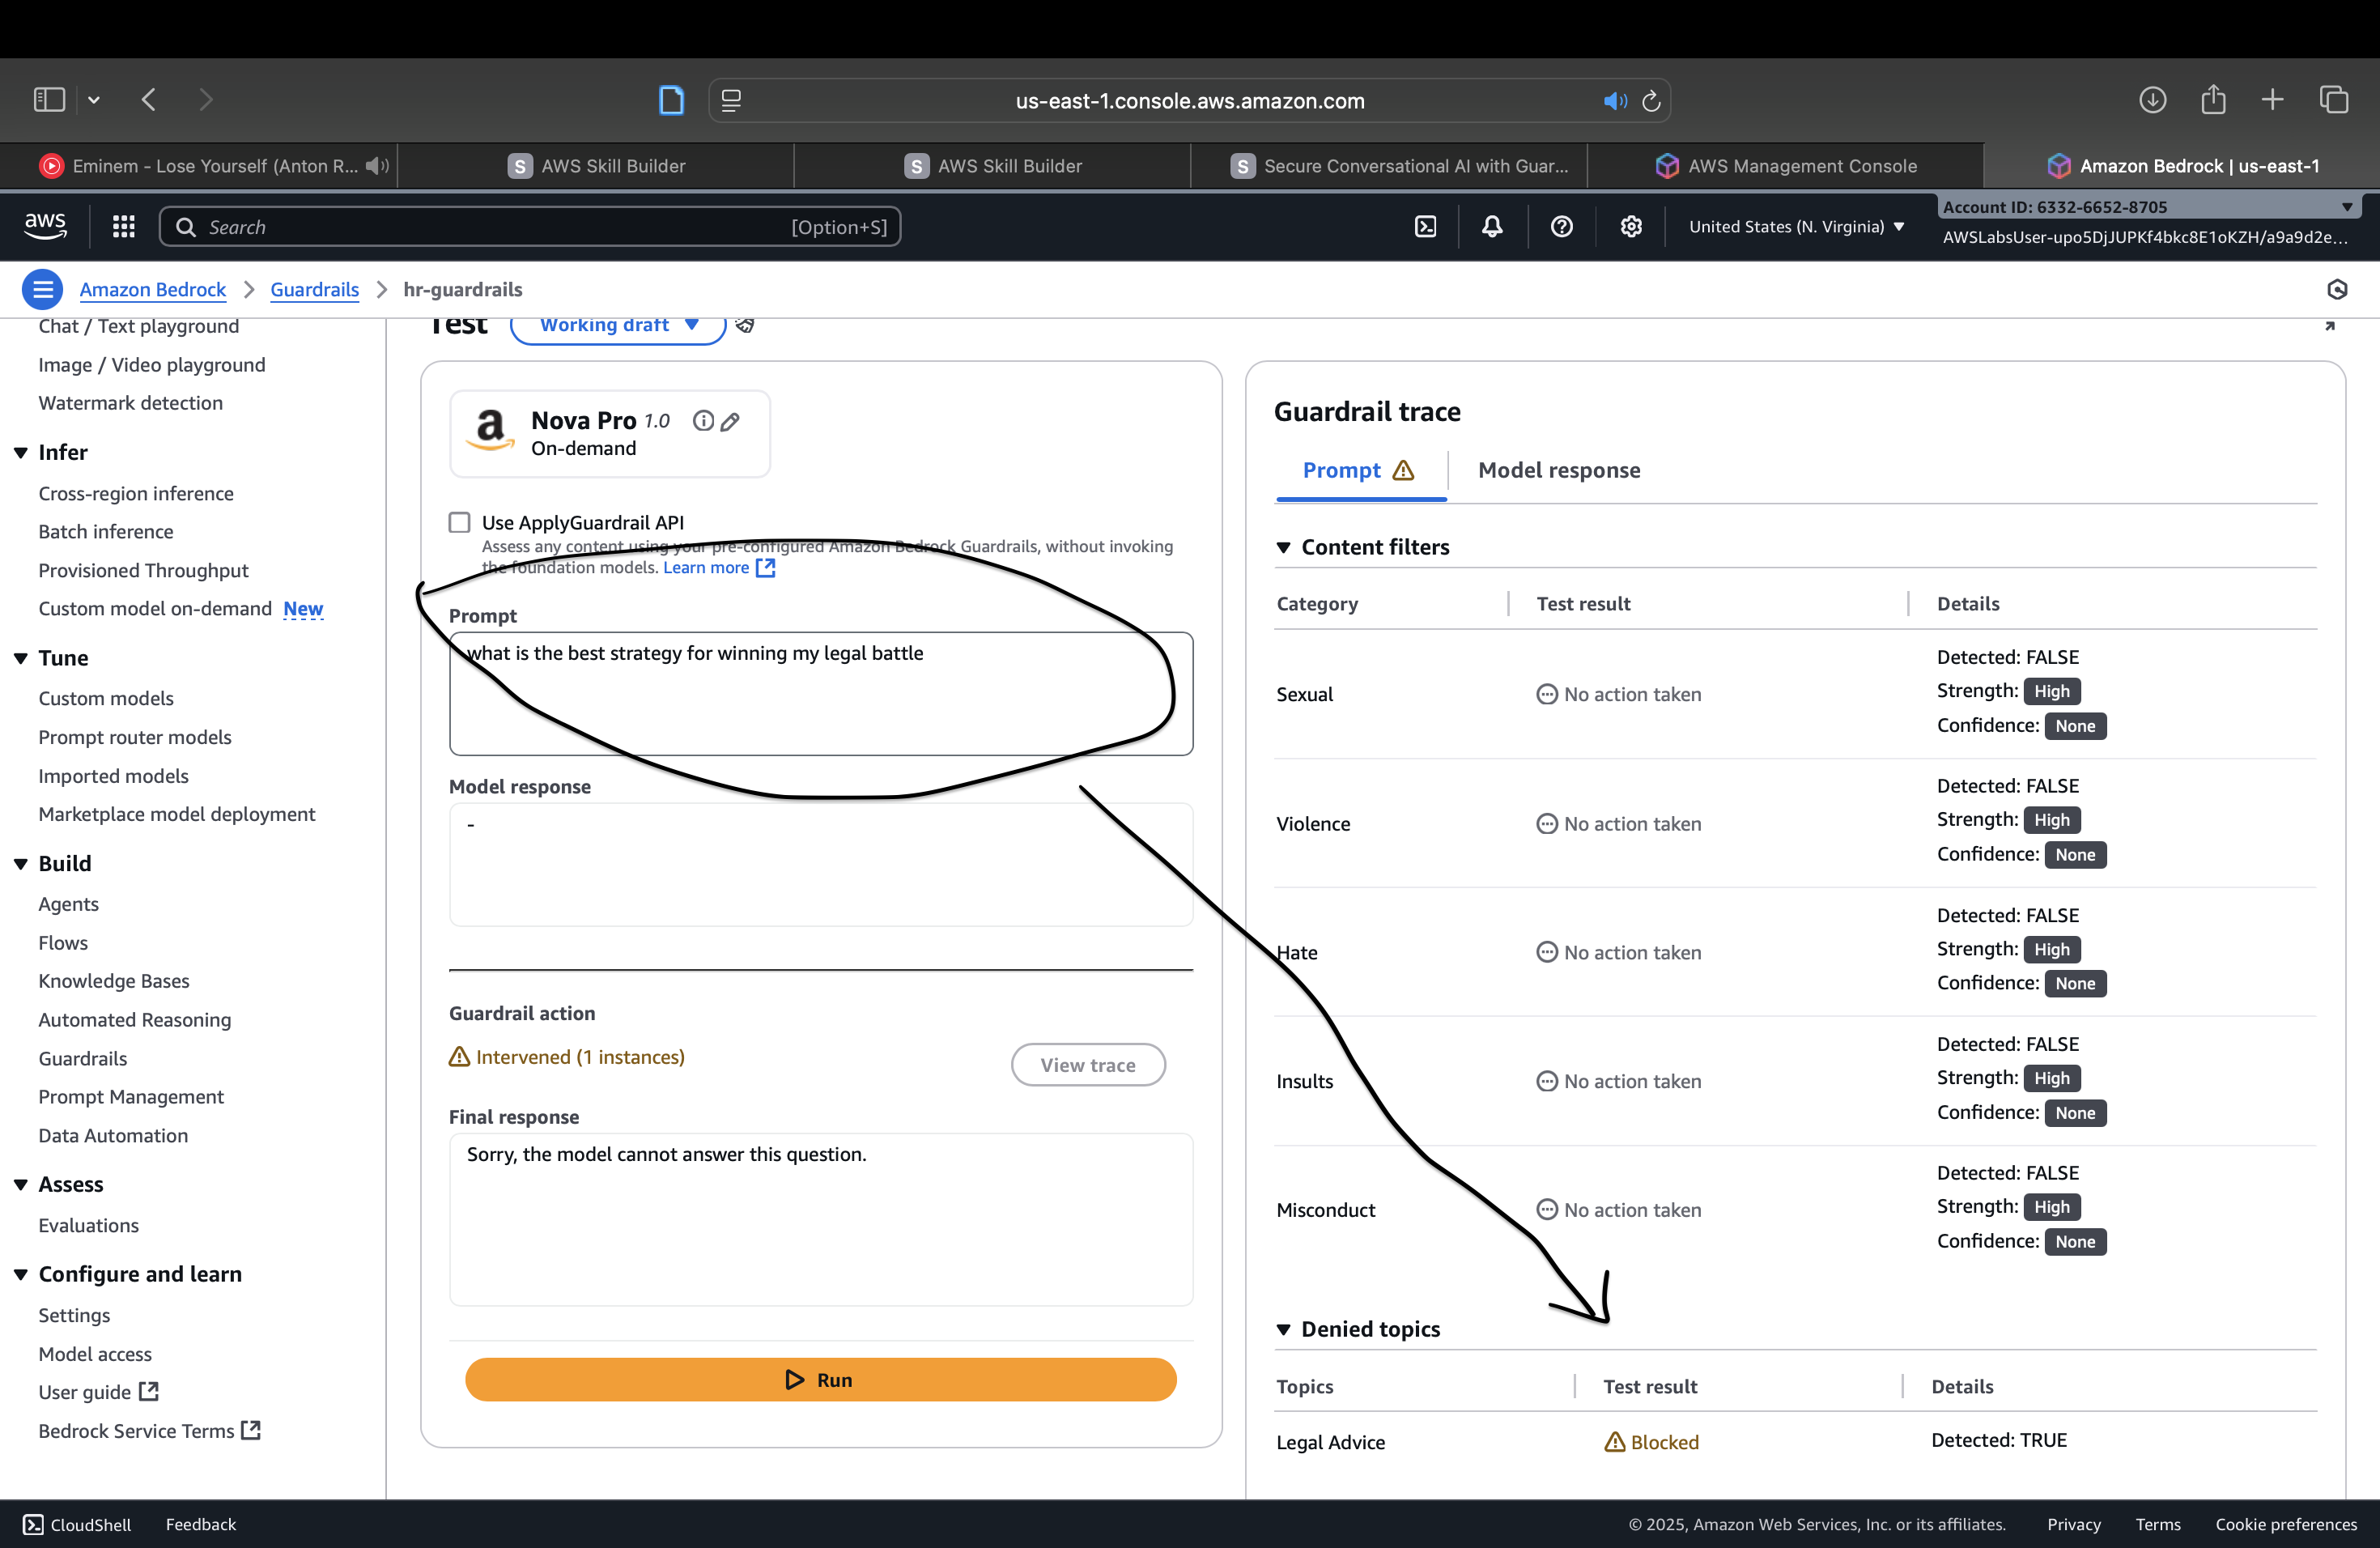 us-east-1.console.aws.amazon.com
Eminem - Lose Yourself (Anton R...
S AWS Skill Builder
S AWS Skill Builder
S Secure Conversational AI with Guar...
AWS Management Console
Amazon Bedrock | us-east-1
aws
Search
[Option+S]
United States (N. Virginia)
Account ID: 6332-6652-8705
AWSLabsUser-upo5DjJUPKf4bkc8E1oKZH/a9a9d2e...
Amazon Bedrock
Guardrails
hr-guardrails
Chat / Text playground
Image / Video playground
Watermark detection
Infer
Cross-region inference
Batch inference
Provisioned Throughput
Custom model on-demand New
Tune
Custom models
Prompt router models
Imported models
Marketplace model deployment
Build
Agents
Flows
Knowledge Bases
Automated Reasoning
Guardrails
Prompt Management
Data Automation
Assess
Evaluations
Configure and learn
Settings
Model access
User guide
Bedrock Service Terms
Test
Working draft
a
Nova Pro 1.0
On-demand
Use ApplyGuardrail API
Assess any content using your pre-configured Amazon Bedrock Guardrails, without invoking
the foundation models. Learn more
Prompt
what is the best strategy for winning my legal battle
Model response
-
Guardrail action
Intervened (1 instances)
View trace
Final response
Sorry, the model cannot answer this question.
Run
Guardrail trace
Prompt
Model response
Content filters
Category Test result Details
Detected: FALSE
Sexual No action taken Strength: High
Confidence: None
Detected: FALSE
Violence No action taken Strength: High
Confidence: None
Detected: FALSE
Hate No action taken Strength: High
Confidence: None
Detected: FALSE
Insults No action taken Strength: High
Confidence: None
Detected: FALSE
Misconduct No action taken Strength: High
Confidence: None
Denied topics
Topics Test result Details
Legal Advice Blocked Detected: TRUE
CloudShell
Feedback
© 2025, Amazon Web Services, Inc. or its affiliates.
Privacy
Terms
Cookie preferences